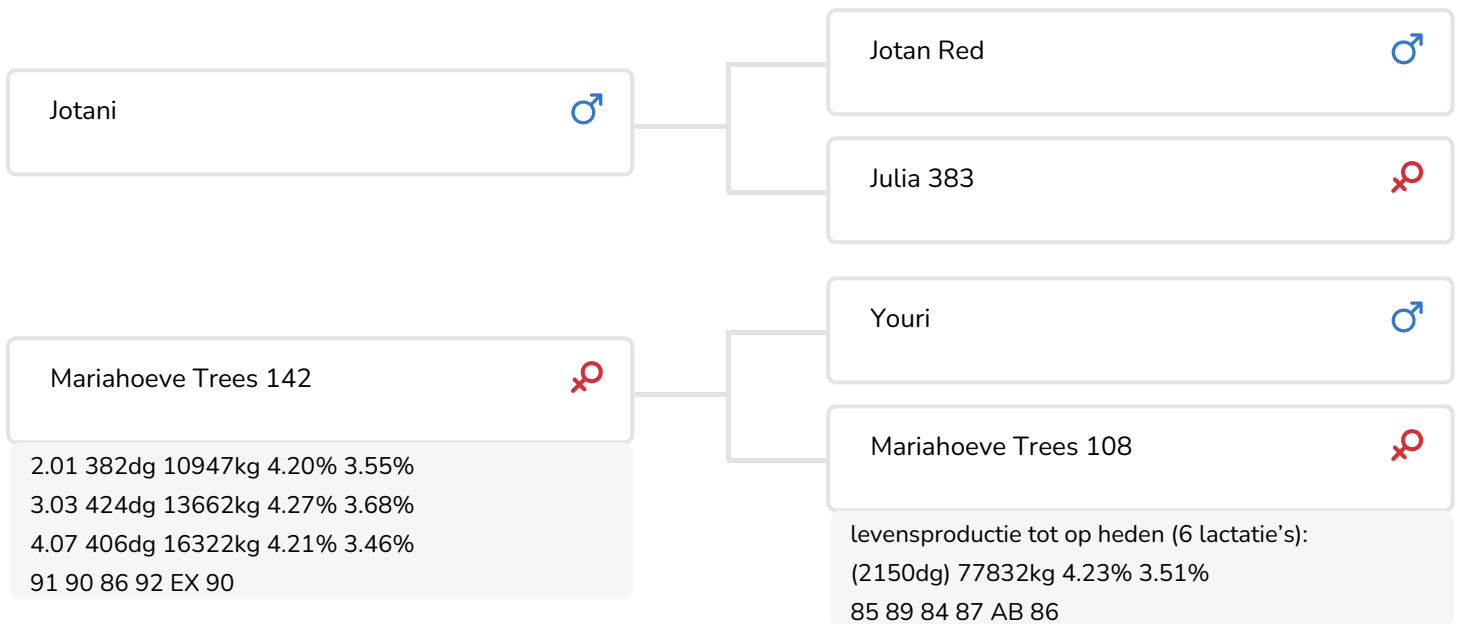 Jotani
Jotan Red
Julia 383
Mariahoeve Trees 142
2.01 382dg 10947kg 4.20% 3.55%
3.03 424dg 13662kg 4.27% 3.68%
4.07 406dg 16322kg 4.21% 3.46%
91 90 86 92 EX 90
Youri
Mariahoeve Trees 108
levensproductie tot op heden (6 lactatie’s):
(2150dg) 77832kg 4.23% 3.51%
85 89 84 87 AB 86